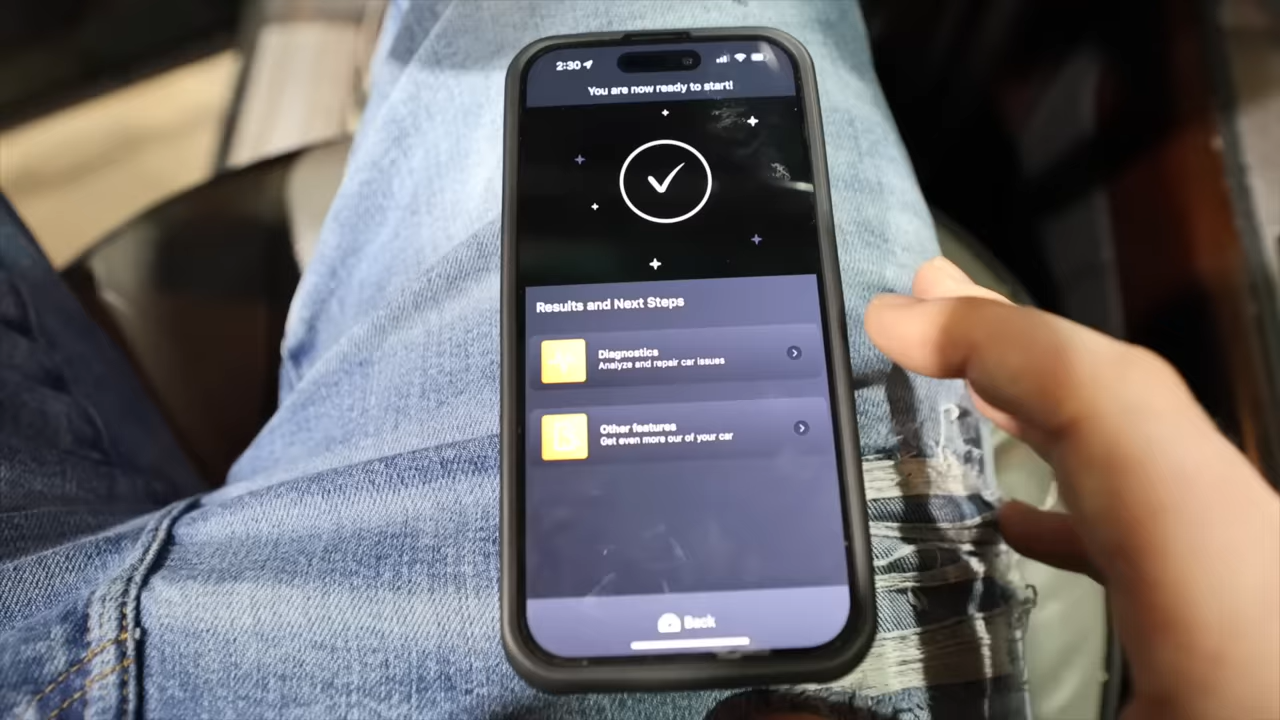 2:30
You are now ready to start!
Results and Next Steps
Diagnostics
Analyze and repair car issues
Other features
Get even more our of your car
Back